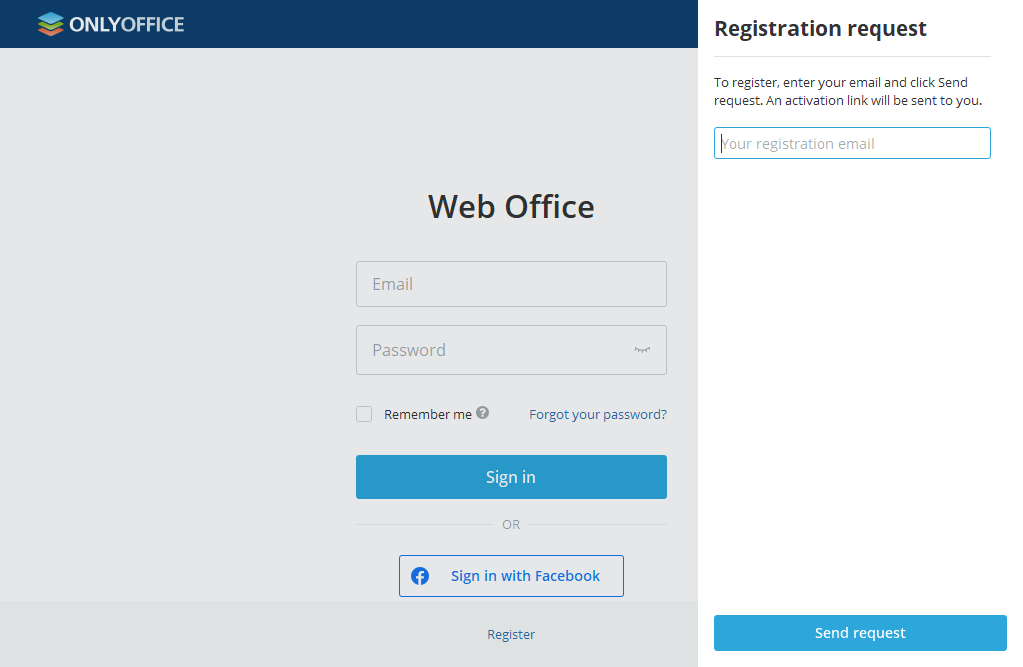 ONLYOFFICE
Web Office
Email
Password
Remember me ?
Forgot your password?
Sign in
OR
Sign in with Facebook
Register
Registration request
To register, enter your email and click Send
request. An activation link will be sent to you.
Your registration email
Send request